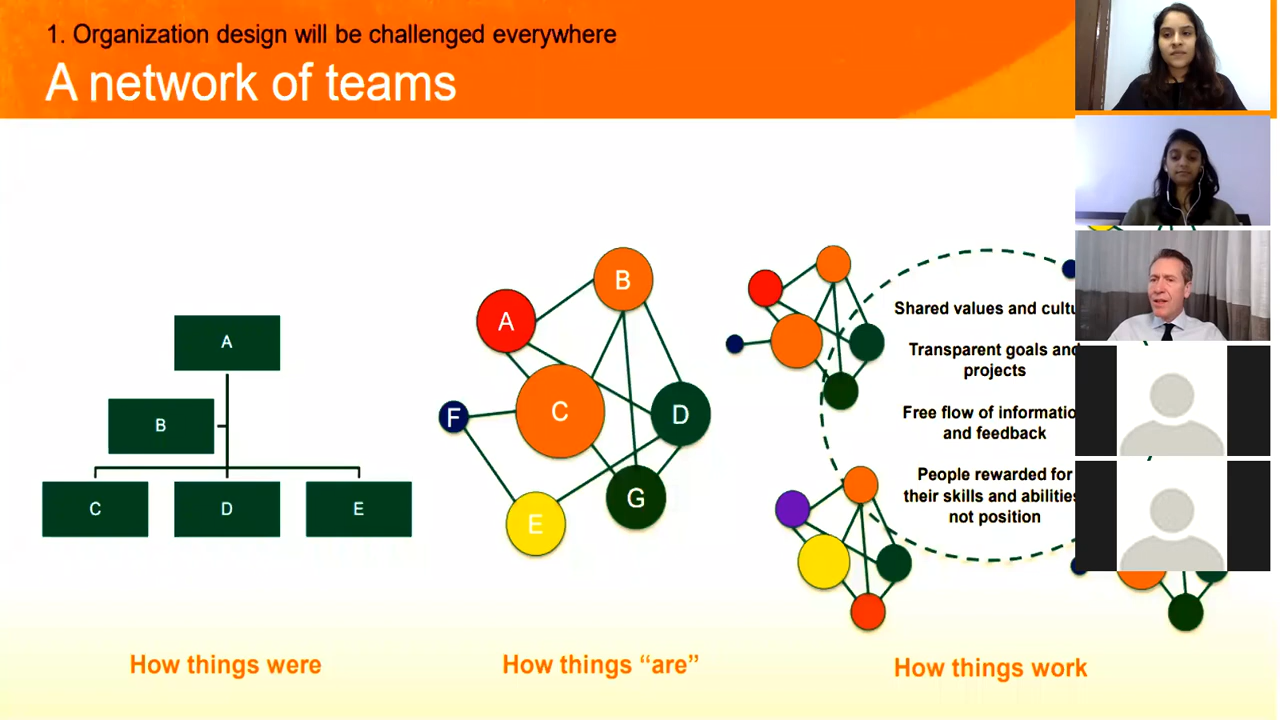 1. Organization design will be challenged everywhere
A network of teams
A
B
C
D
E
A
B
C
D
E
F
G
Shared values and cultu
Transparent goals and
projects
Free flow of informatio
and feedback
People rewarded for
their skills and abilities
not position
How things were
How things “are”
How things work